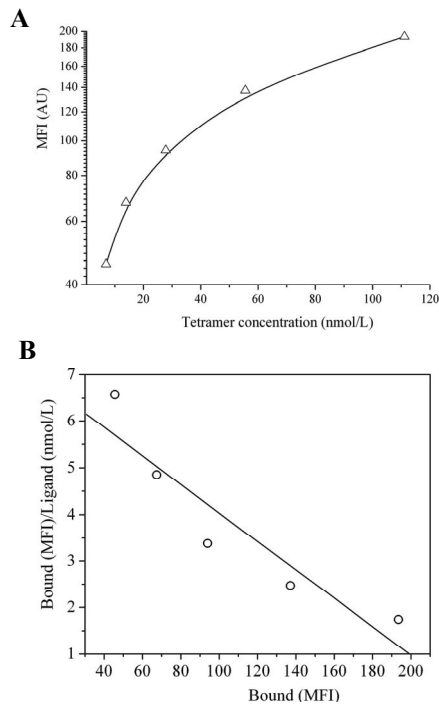 A
MFI (AU)
200
180
160
140
120
100
80
60
40
20 40 60 80 100 120
Tetramer concentration (nmol/L)
B
Bound (MFI)/Ligand (nmol/L)
7
6
5
4
3
2
1
40 60 80 100 120 140 160 180 200
Bound (MFI)